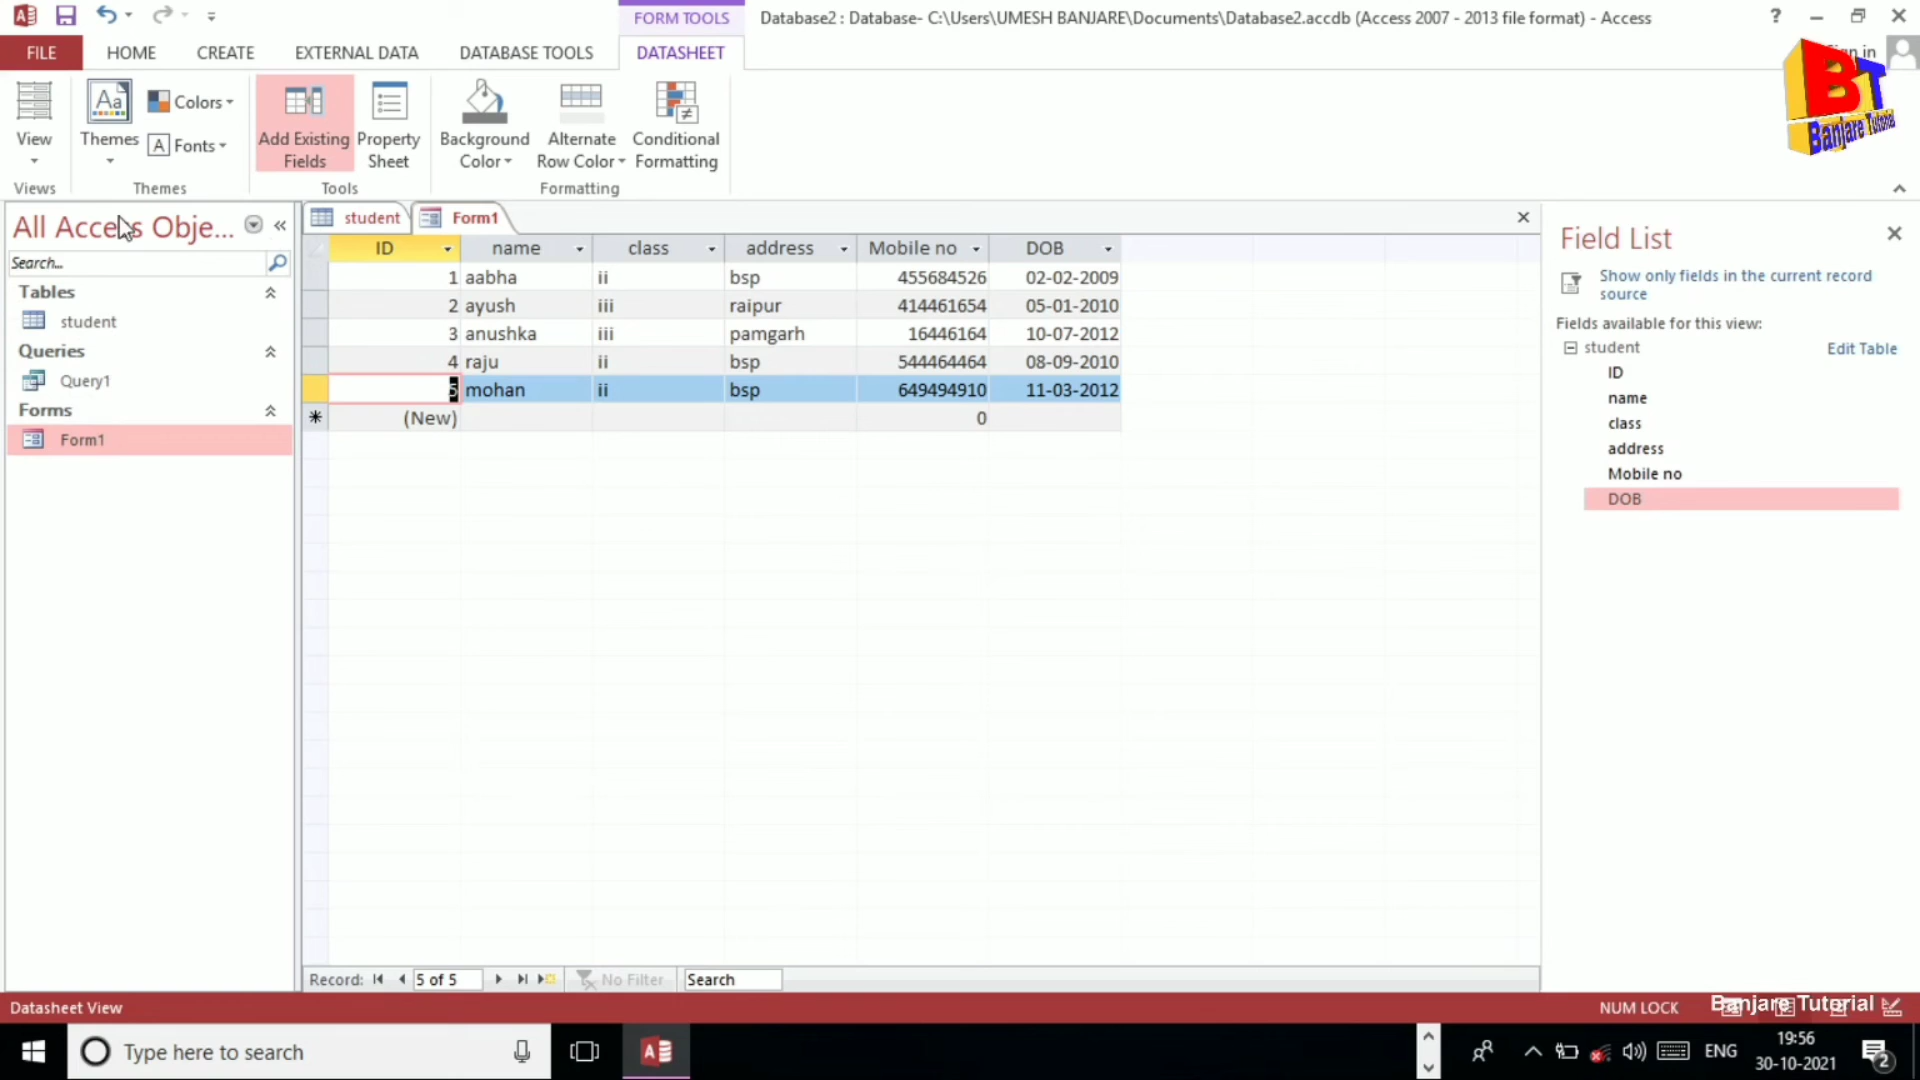 FORM TOOLS
Database2 : Database- C:\Users\UMESH BANJARE\Documents\Database2.accdb (Access 2007 - 2013 file format) - Access
?
FILE HOME CREATE EXTERNAL DATA DATABASE TOOLS DATASHEET
in
BT
Banjare Tutorial
View
Themes
Colors
Fonts
Add Existing Fields
Property Sheet
Background Color
Alternate Row Color
Conditional Formatting
Views Themes Tools Formatting
All Access Obje...
Search...
Tables
student
Queries
Query1
Forms
Form1
student Form1
ID name class address Mobile no DOB
1 aabha ii bsp 455684526 02-02-2009
2 ayush iii raipur 414461654 05-01-2010
3 anushka iii pamgarh 16446164 10-07-2012
4 raju ii bsp 544464464 08-09-2010
5 mohan ii bsp 649494910 11-03-2012
* (New) 0
Field List
Show only fields in the current record
source
Fields available for this view:
student Edit Table
ID
name
class
address
Mobile no
DOB
Record: 5 of 5 No Filter Search
Datasheet View NUM LOCK
Banjare Tuturial
Type here to search
ENG
19:56
30-10-2021
2